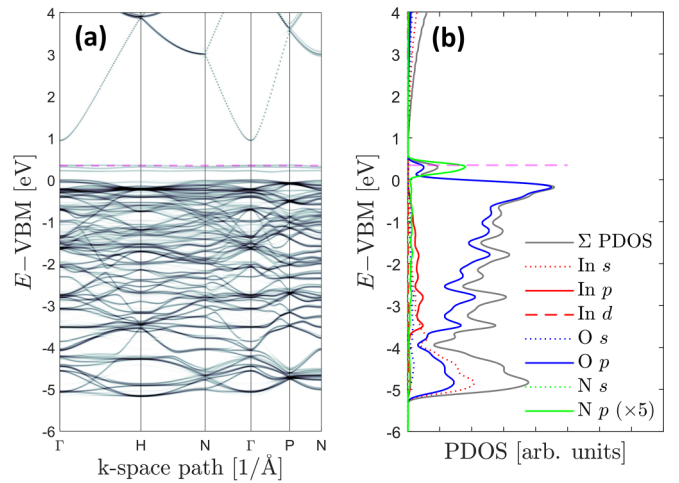 (a)
(b)
4
3
2
1
0
-1
-2
-3
-4
-5
-6
E−VBM [eV]
Γ H N Γ P N
k-space path [1/Å]
4
3
2
1
0
-1
-2
-3
-4
-5
-6
E−VBM [eV]
Σ PDOS
In s
In p
In d
O s
O p
N s
N p (×5)
PDOS [arb. units]